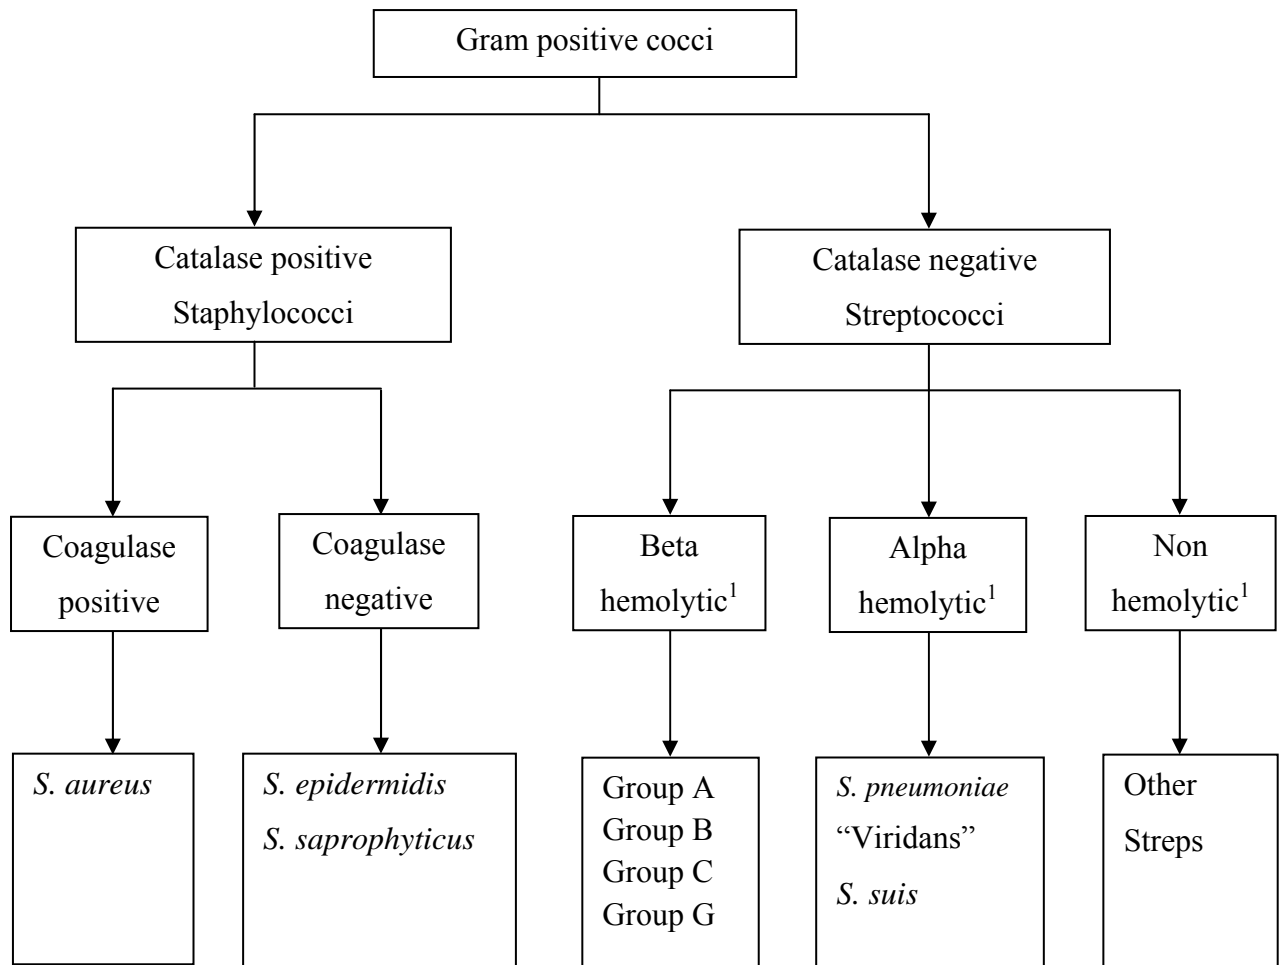 Gram positive cocci
Catalase positive
Staphylococci
Catalase negative
Streptococci
Coagulase
positive
Coagulase
negative
Beta
hemolytic¹
Alpha
hemolytic¹
Non
hemolytic¹
S. aureus
S. epidermidis
S. saprophyticus
Group A
Group B
Group C
Group G
S. pneumoniae
“Viridans”
S. suis
Other
Streps